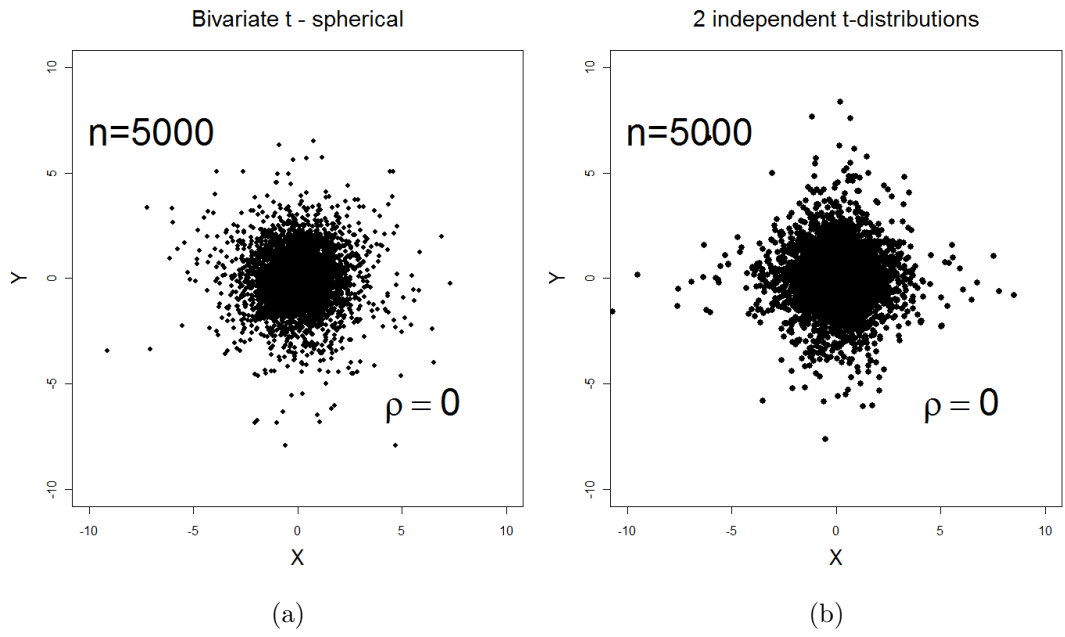 Bivariate t - spherical
10
5
0
-5
-10
Y
n=5000
ρ = 0
-10
-5
0
5
10
X
(a)
2 independent t-distributions
10
5
0
-5
-10
Y
n=5000
ρ = 0
-10
-5
0
5
10
X
(b)